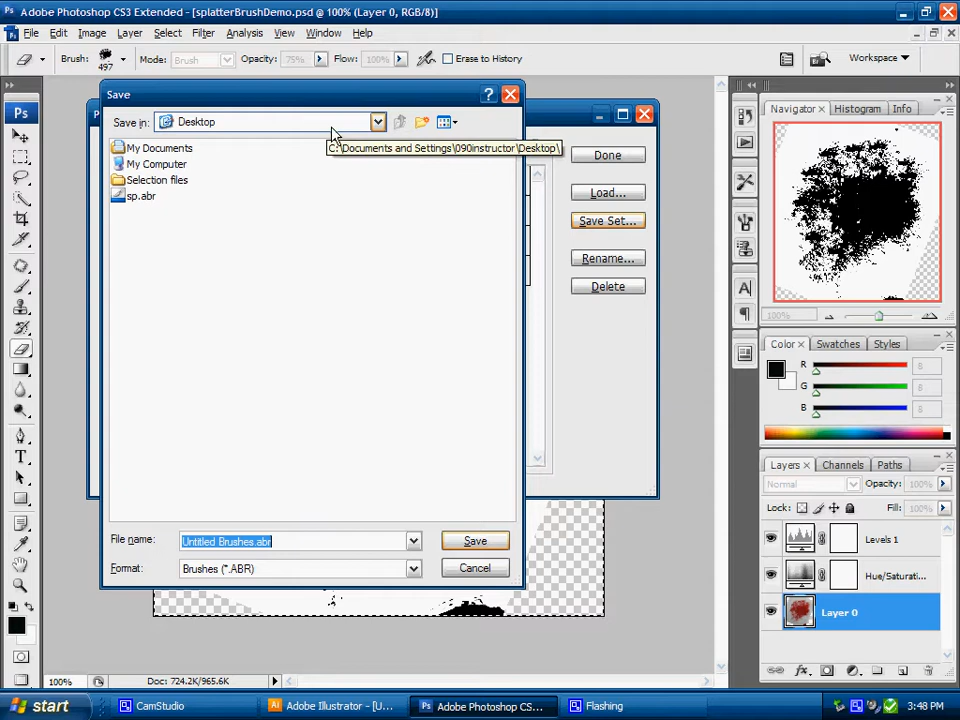 Adobe Photoshop CS3 Extended - [splatterBrushDemo.psd @ 100% (Layer 0, RGB/8)]
File Edit Image Layer Select Filter Analysis View Window Help
Brush: 497 Mode: Brush Opacity: 75% Flow: 100% Erase to History Workspace
Ps
Save
Save in: Desktop
C:\Documents and Settings\090instructor\Desktop\
My Documents
My Computer
Selection files
sp.abr
File name: Untitled Brushes.abr
Save
Format: Brushes (*.ABR)
Cancel
P
Done
Load...
Save Set...
Rename...
Delete
Navigator Histogram Info
100%
Color Swatches Styles
R 8
G 8
B 8
Layers Channels Paths
Normal Opacity: 100%
Lock: Fill: 100%
Levels 1
Hue/Saturati...
Layer 0
100% Doc: 724.2K/965.6K
start CamStudio Adobe Illustrator - [U... Adobe Photoshop CS... Flashing 3:48 PM